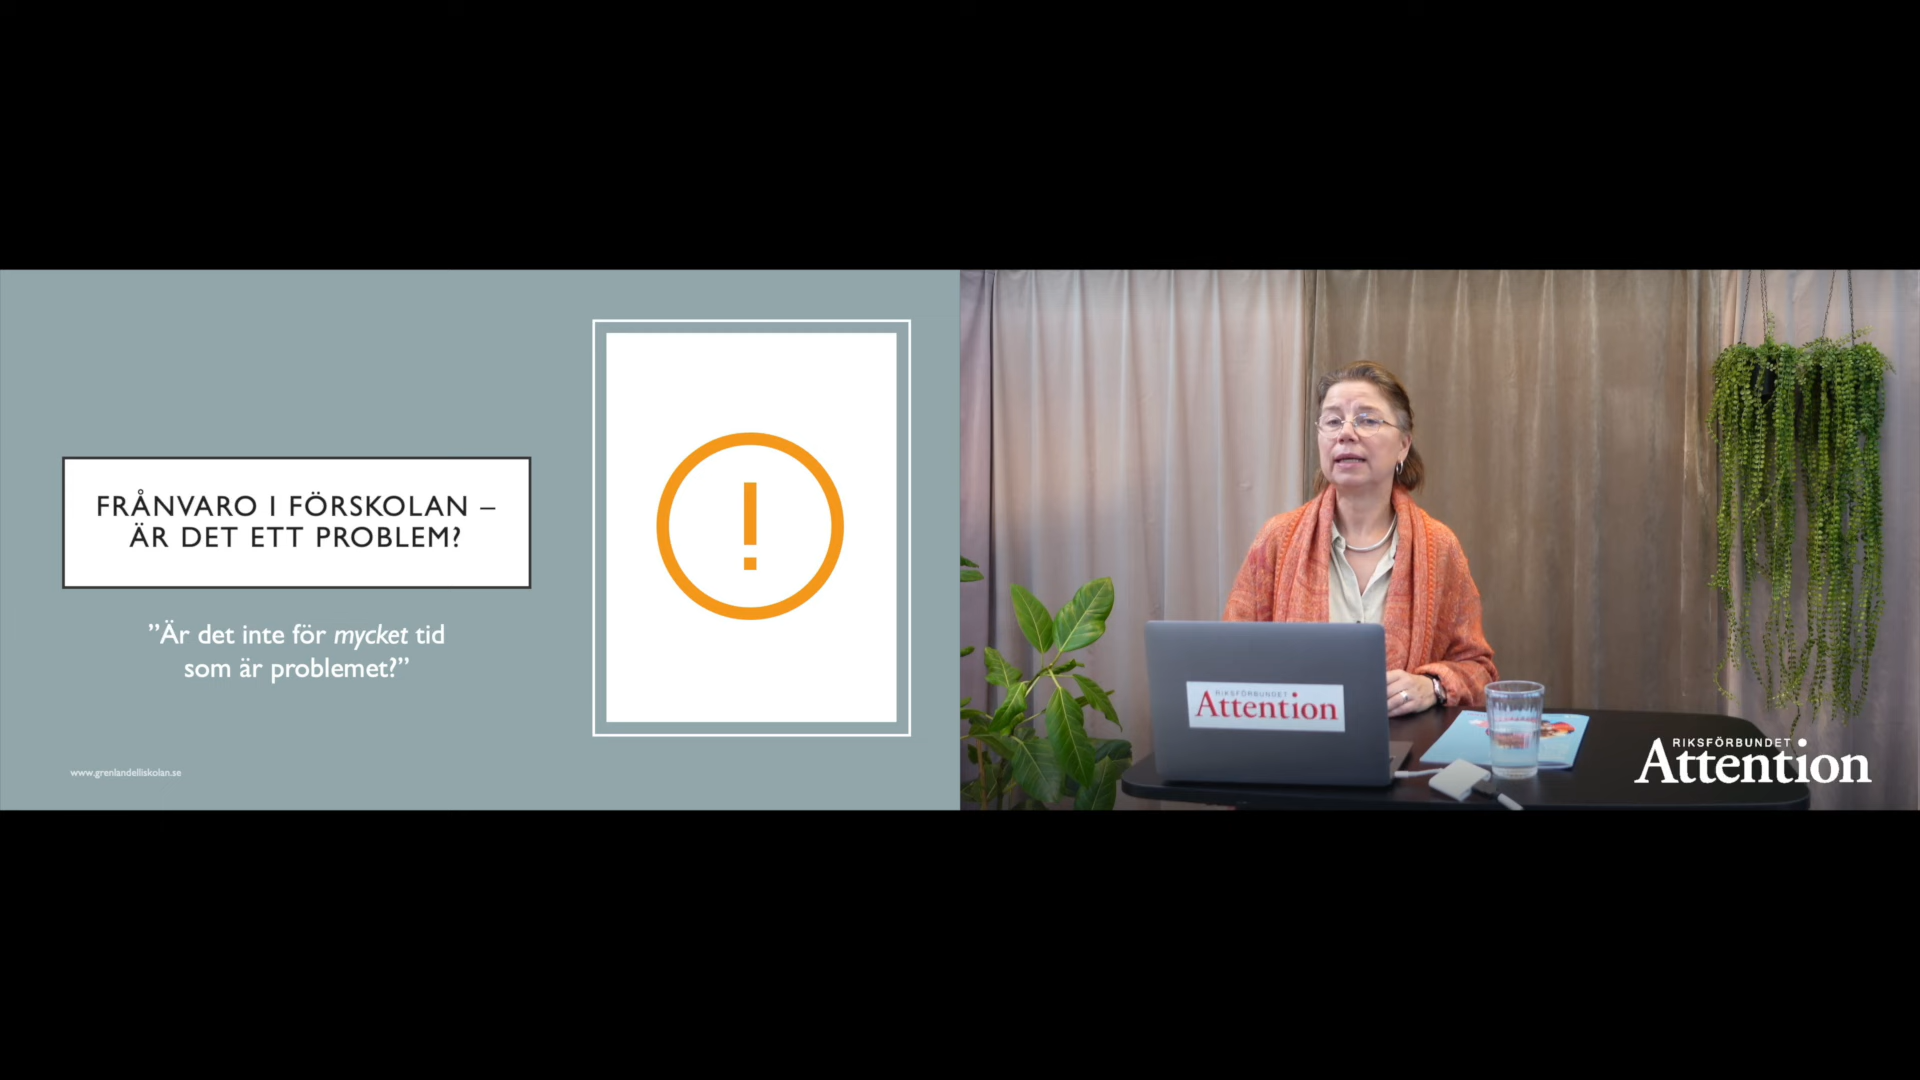 FRÅNVARO I FÖRSKOLAN –
ÄR DET ETT PROBLEM?
”Är det inte för mycket tid
som är problemet?”
www.grenlandelliskolan.se
RIKSFÖRBUNDET
Attention
RIKSFÖRBUNDET
Attention